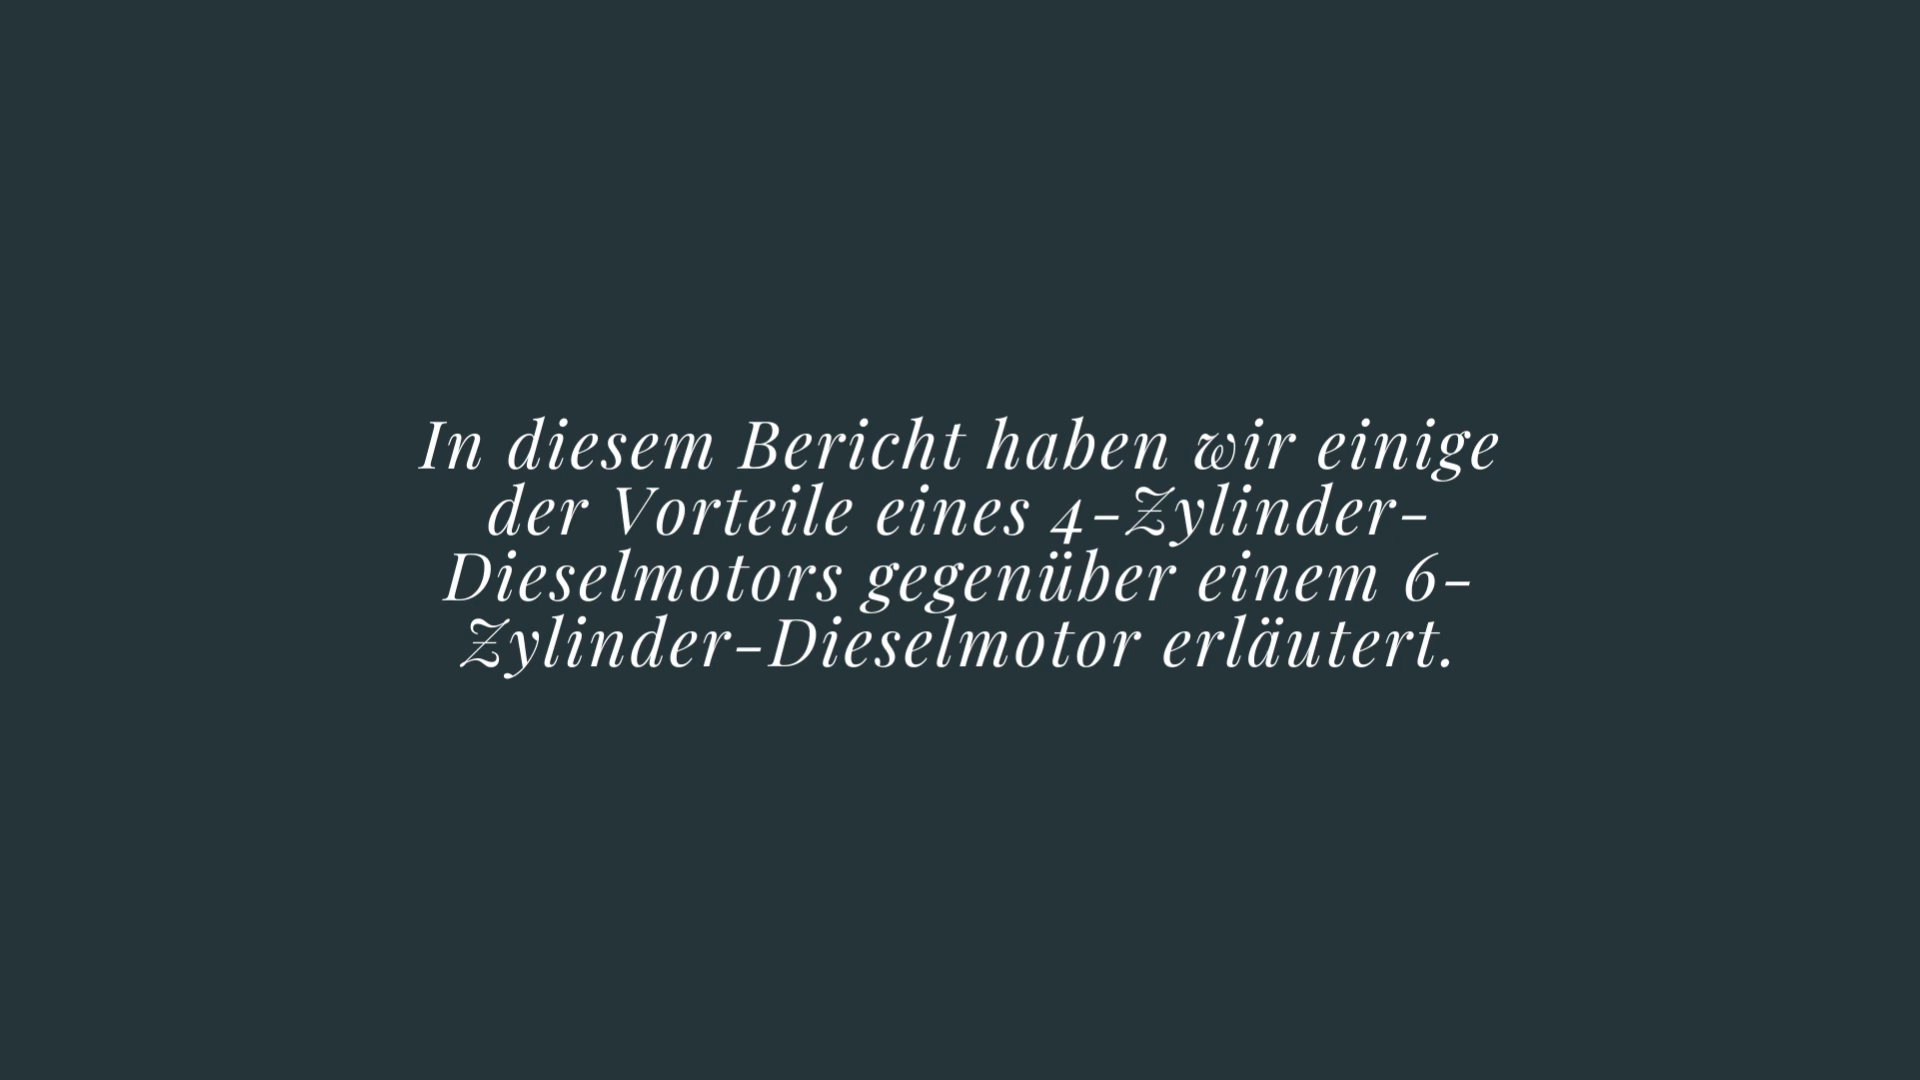 In diesem Bericht haben wir einige
der Vorteile eines 4-Zylinder-
Dieselmotors gegenüber einem 6-
Zylinder-Dieselmotor erläutert.